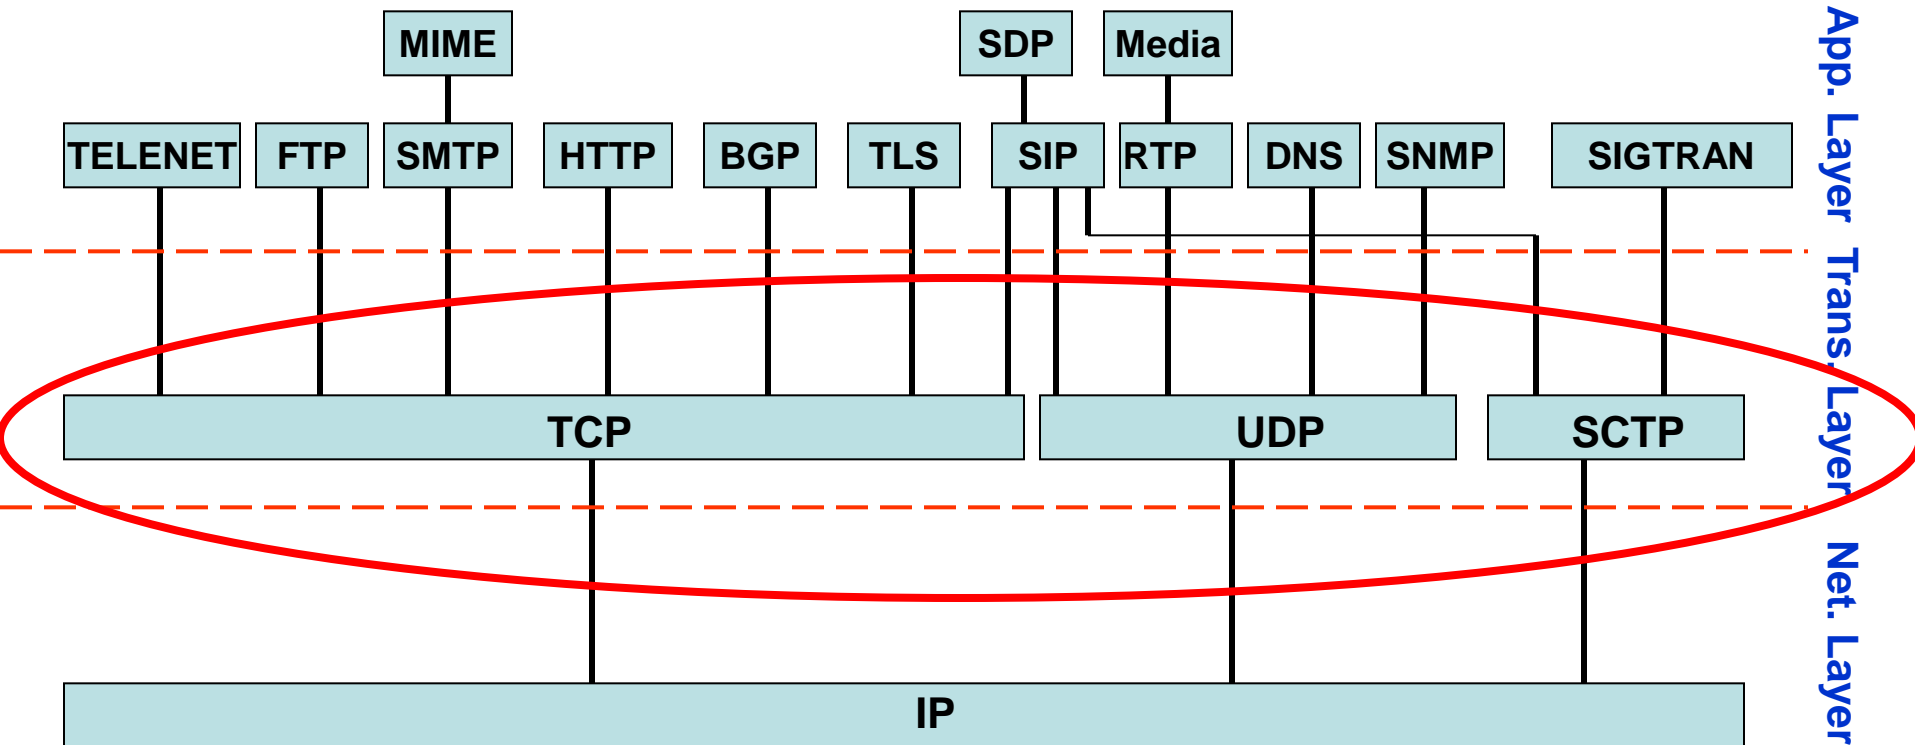 MIME
SDP
Media
TELENET
FTP
SMTP
HTTP
BGP
TLS
SIP
RTP
DNS
SNMP
SIGTRAN
TCP
UDP
SCTP
IP
App. Layer
Trans. Layer
Net. Layer